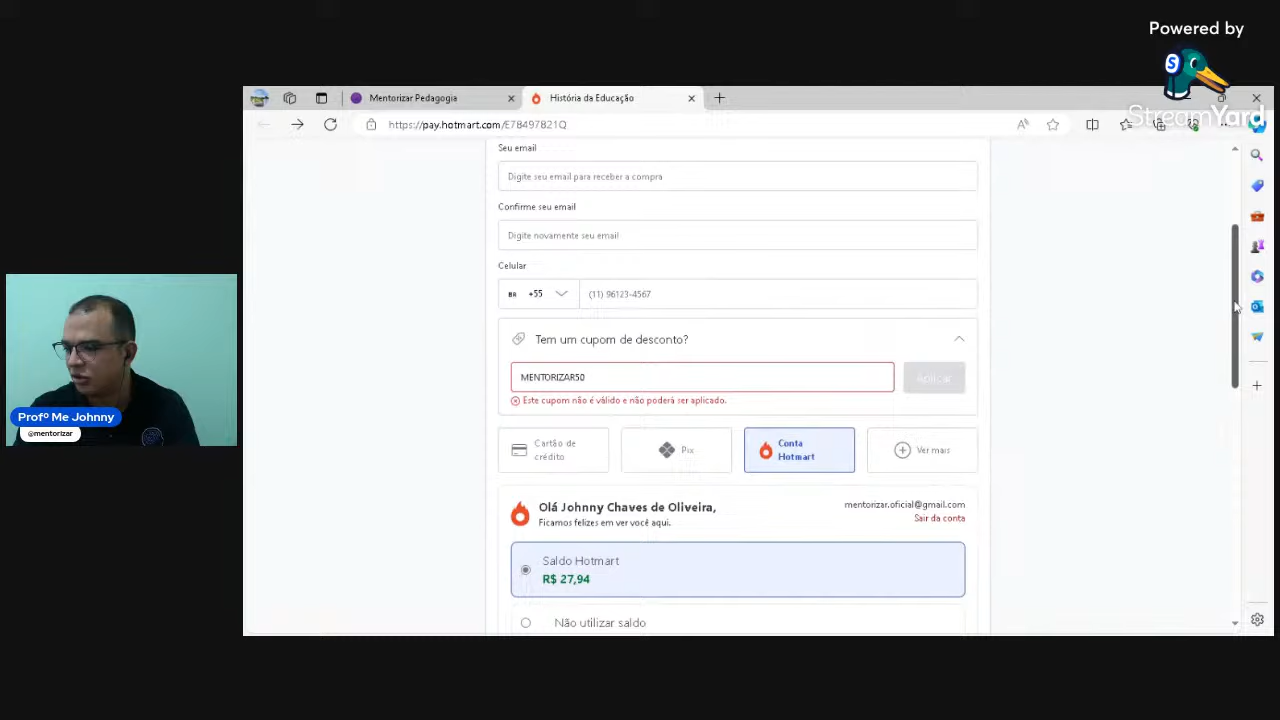 Powered by
S
StreamYard
Mentorizar Pedagogia
História da Educação
https://pay.hotmart.com/E78497821Q
Seu email
Digite seu email para receber a compra
Confirme seu email
Digite novamente seu email
Celular
BR +55 (11) 96123-4567
Tem um cupom de desconto?
MENTORIZAR50
Aplicar
Este cupom não é válido e não poderá ser aplicado.
Cartão de
crédito
Pix
Conta
Hotmart
Ver mais
Olá Johnny Chaves de Oliveira,
mentorizar.oficial@gmail.com
Ficamos felizes em ver você aqui.
Sair da conta
Saldo Hotmart
R$ 27,94
Não utilizar saldo
Profº Me Johnny
@mentorizar